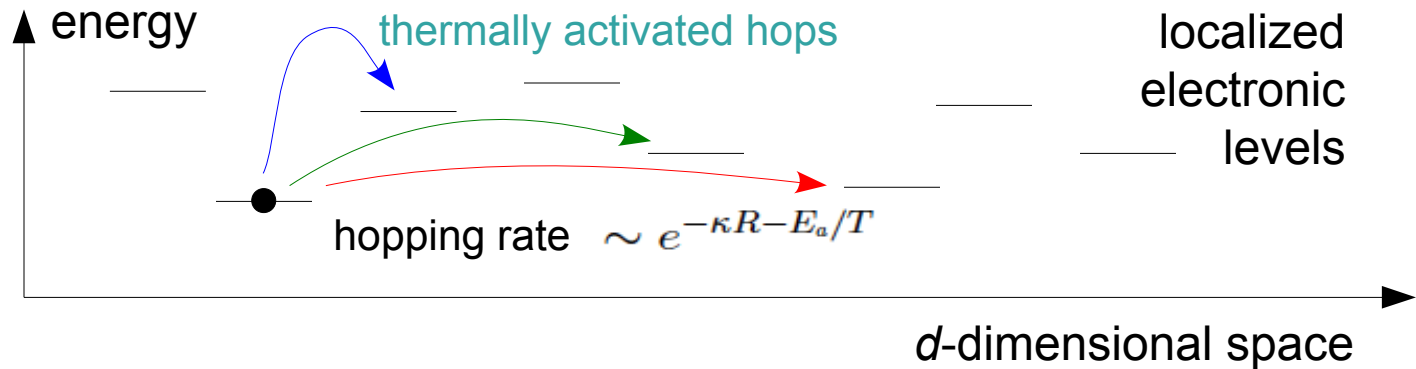 energy
thermally activated hops
localized
electronic
levels
hopping rate ∼ e^{-κR-E_a/T}
d-dimensional space